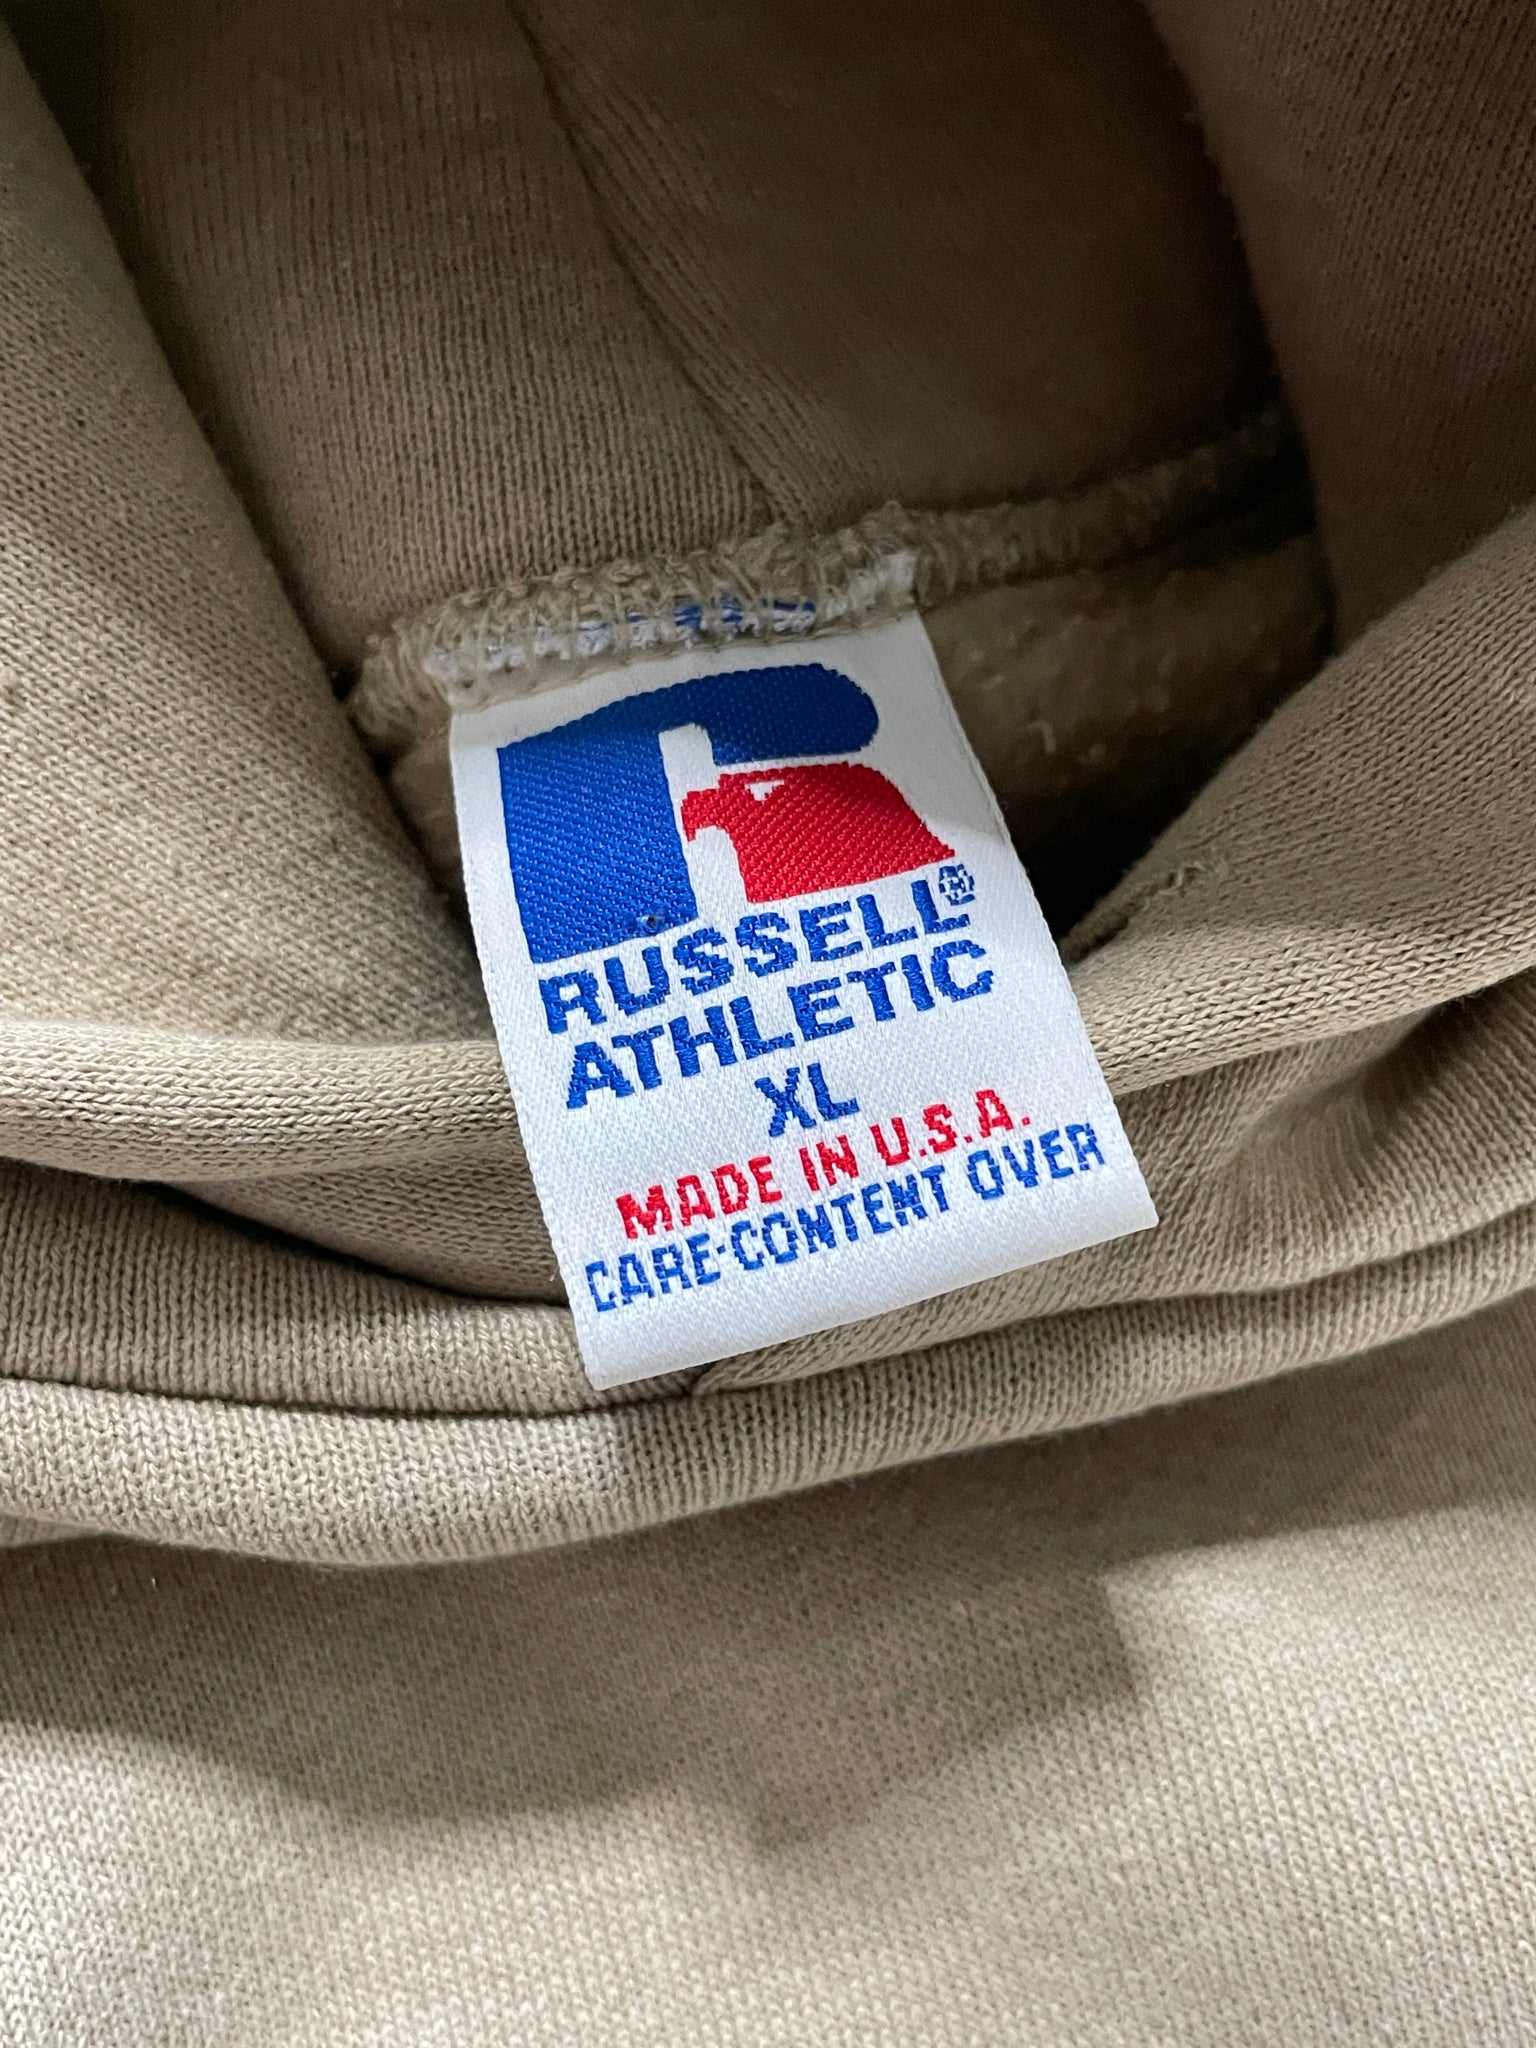 RUSSELL®
ATHLETIC
XL
MADE IN U.S.A.
CARE-CONTENT OVER